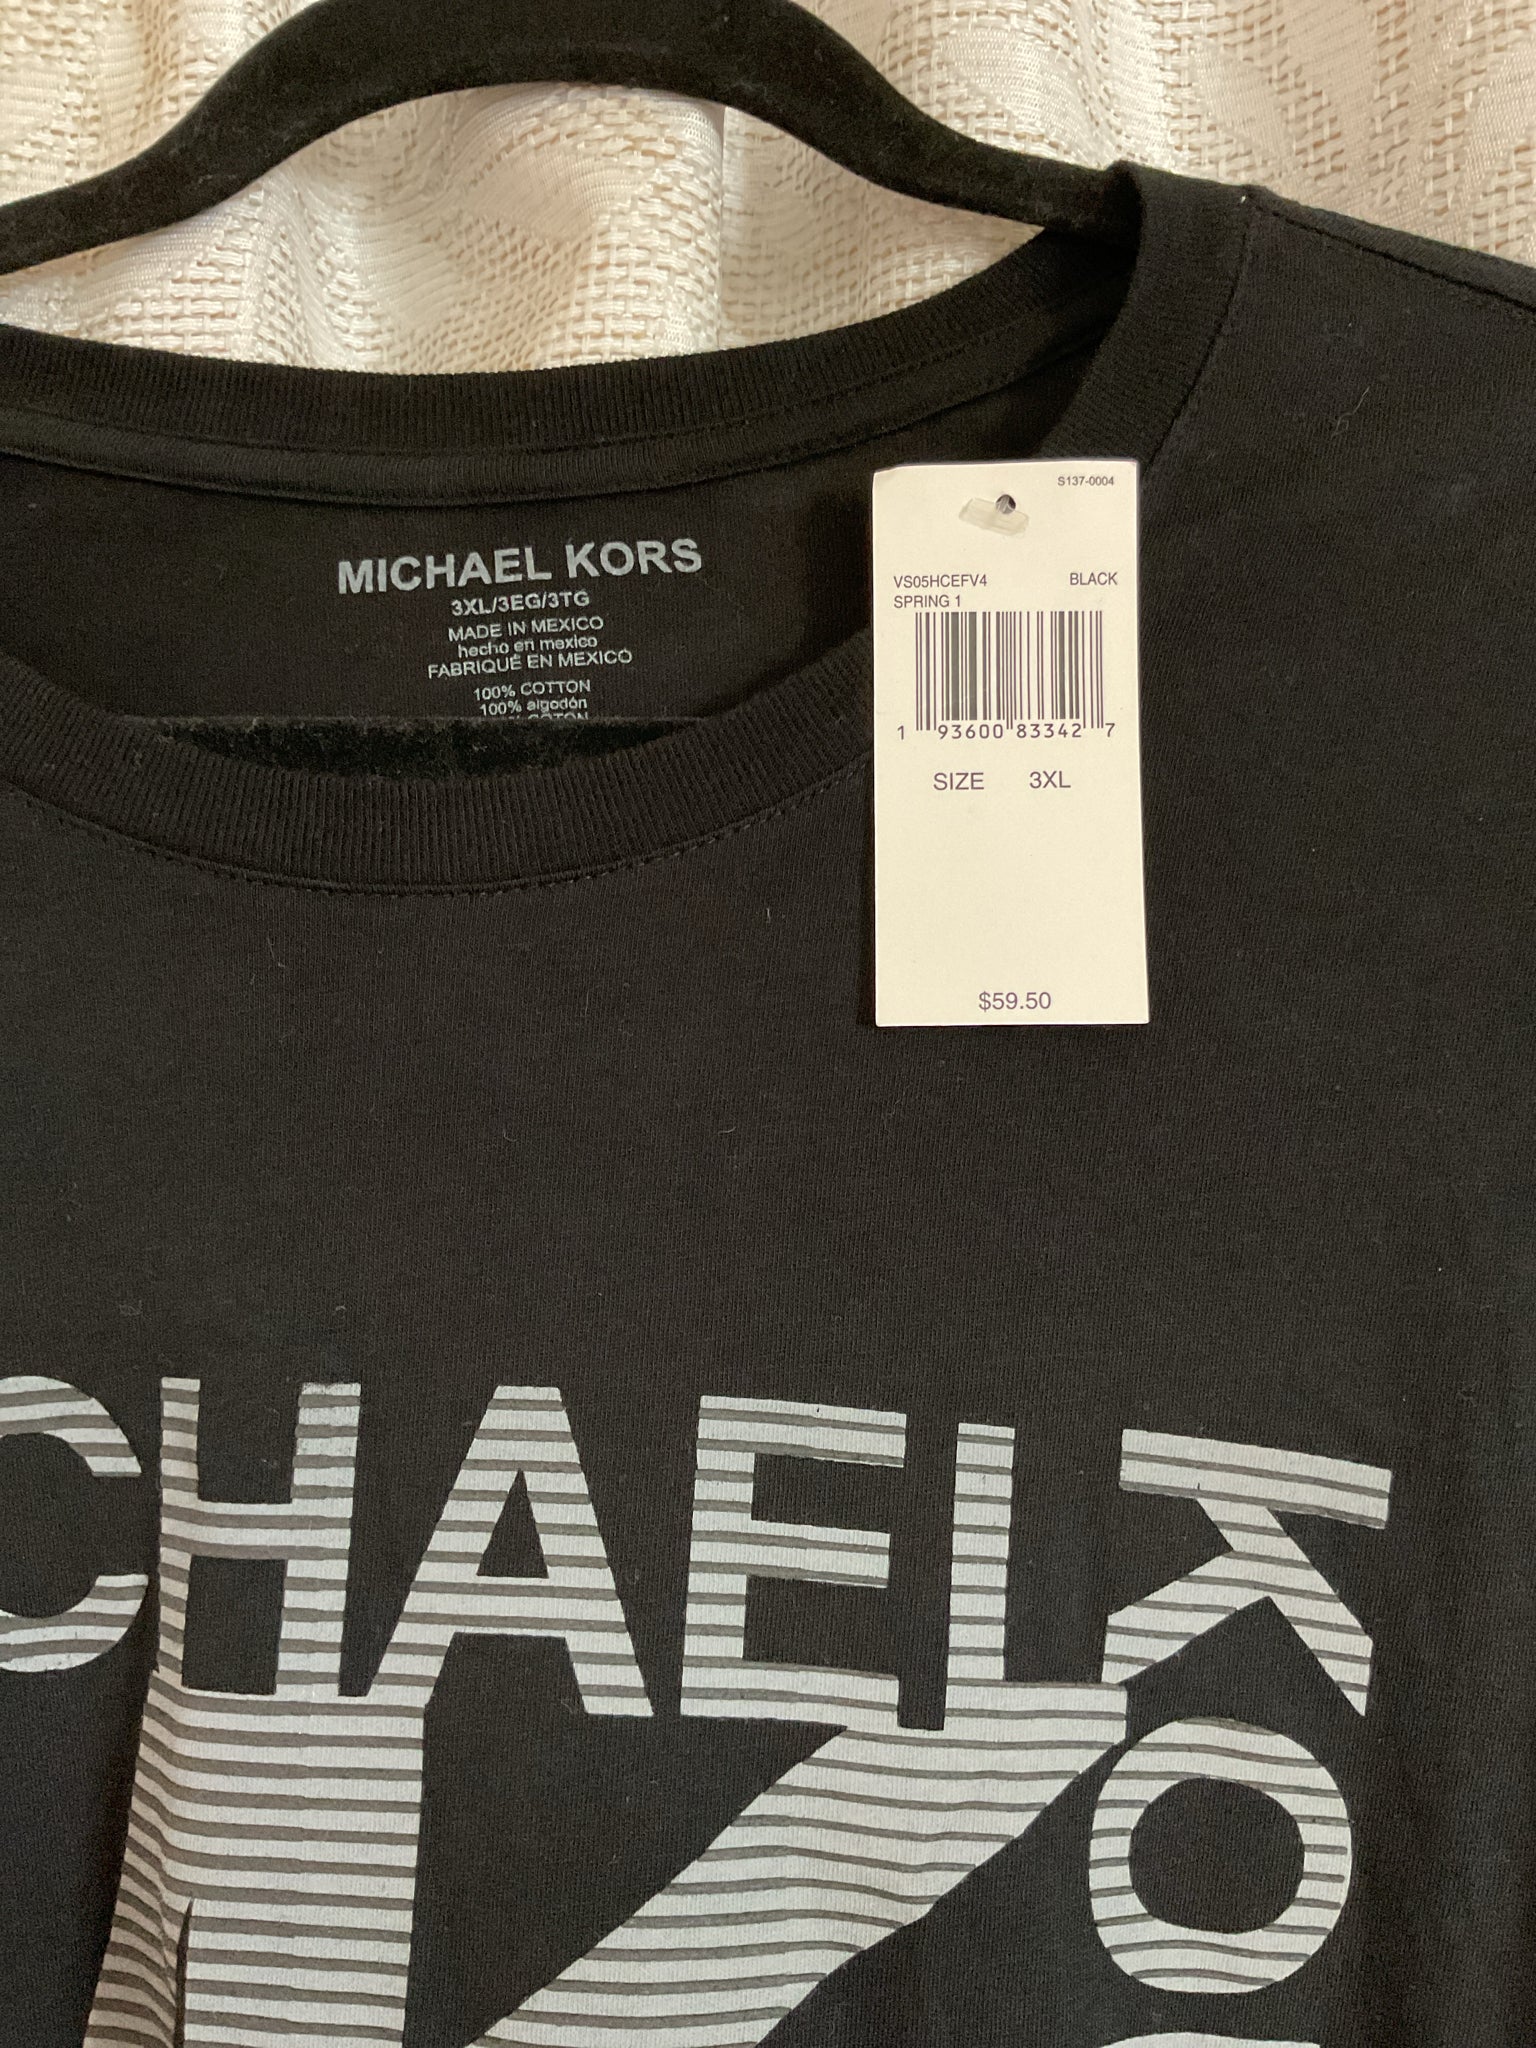 MICHAEL KORS
3XL/3EG/3TG
MADE IN MEXICO
hecho en mexico
FABRIQUÉ EN MEXICO
100% COTTON
100% algodón
S137-0004
VS05HCEFV4 BLACK
SPRING 1
1 93600 83342 7
SIZE 3XL
$59.50
CHAEL
KO